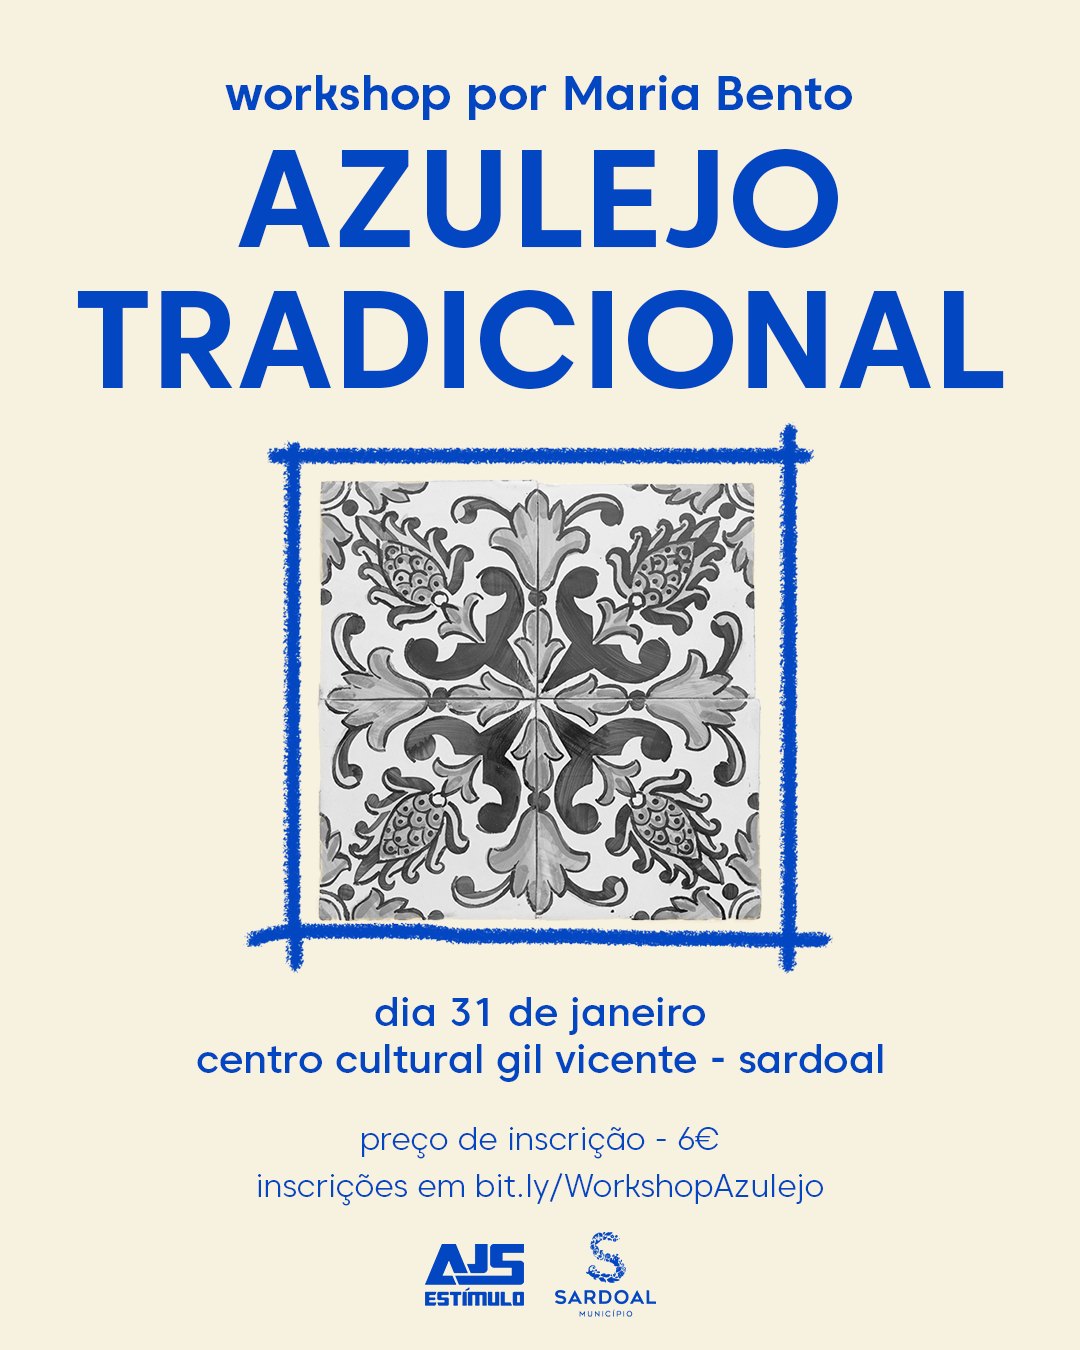 workshop por Maria Bento
AZULEJO
TRADICIONAL
dia 31 de janeiro
centro cultural gil vicente - sardoal
preço de inscrição - 6€
inscrições em bit.ly/WorkshopAzulejo
AJS
ESTÍMULO
SARDOAL
MUNICÍPIO